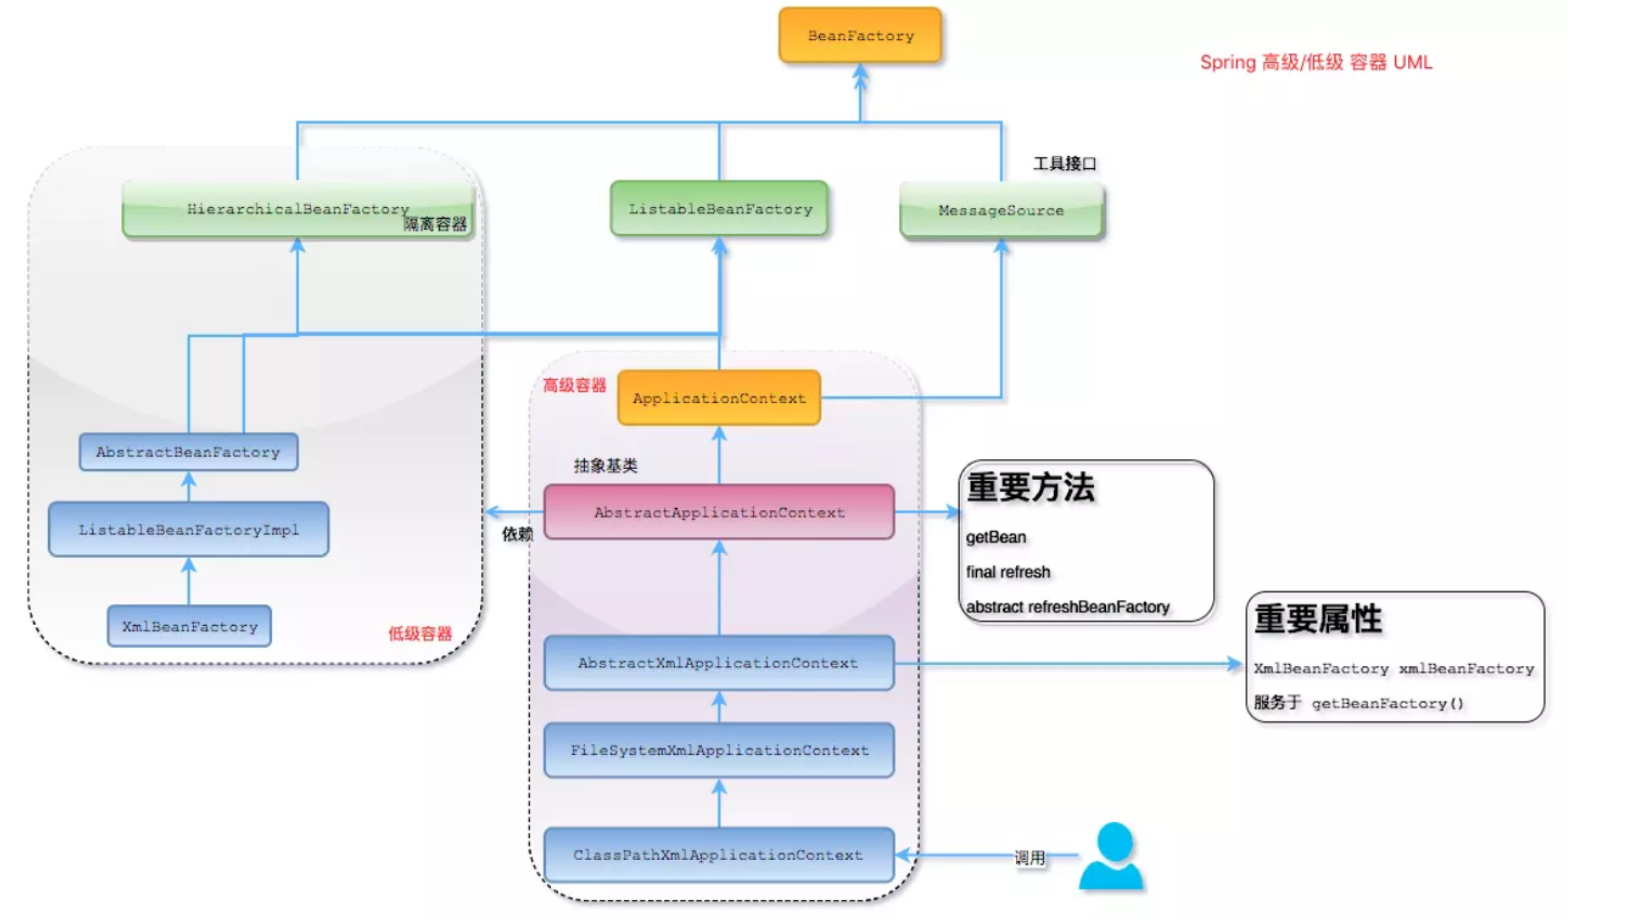 BeanFactory
Spring 高级/低级 容器 UML
工具接口
HierarchicalBeanFactory
隔离容器
ListableBeanFactory
MessageSource
高级容器
ApplicationContext
AbstractBeanFactory
抽象基类
重要方法
AbstractApplicationContext
依赖
getBean
ListableBeanFactoryImpl
final refresh
abstract refreshBeanFactory
XmlBeanFactory
低级容器
重要属性
AbstractXmlApplicationContext
XmlBeanFactory xmlBeanFactory
服务于 getBeanFactory()
FileSystemXmlApplicationContext
ClassPathXmlApplicationContext
调用